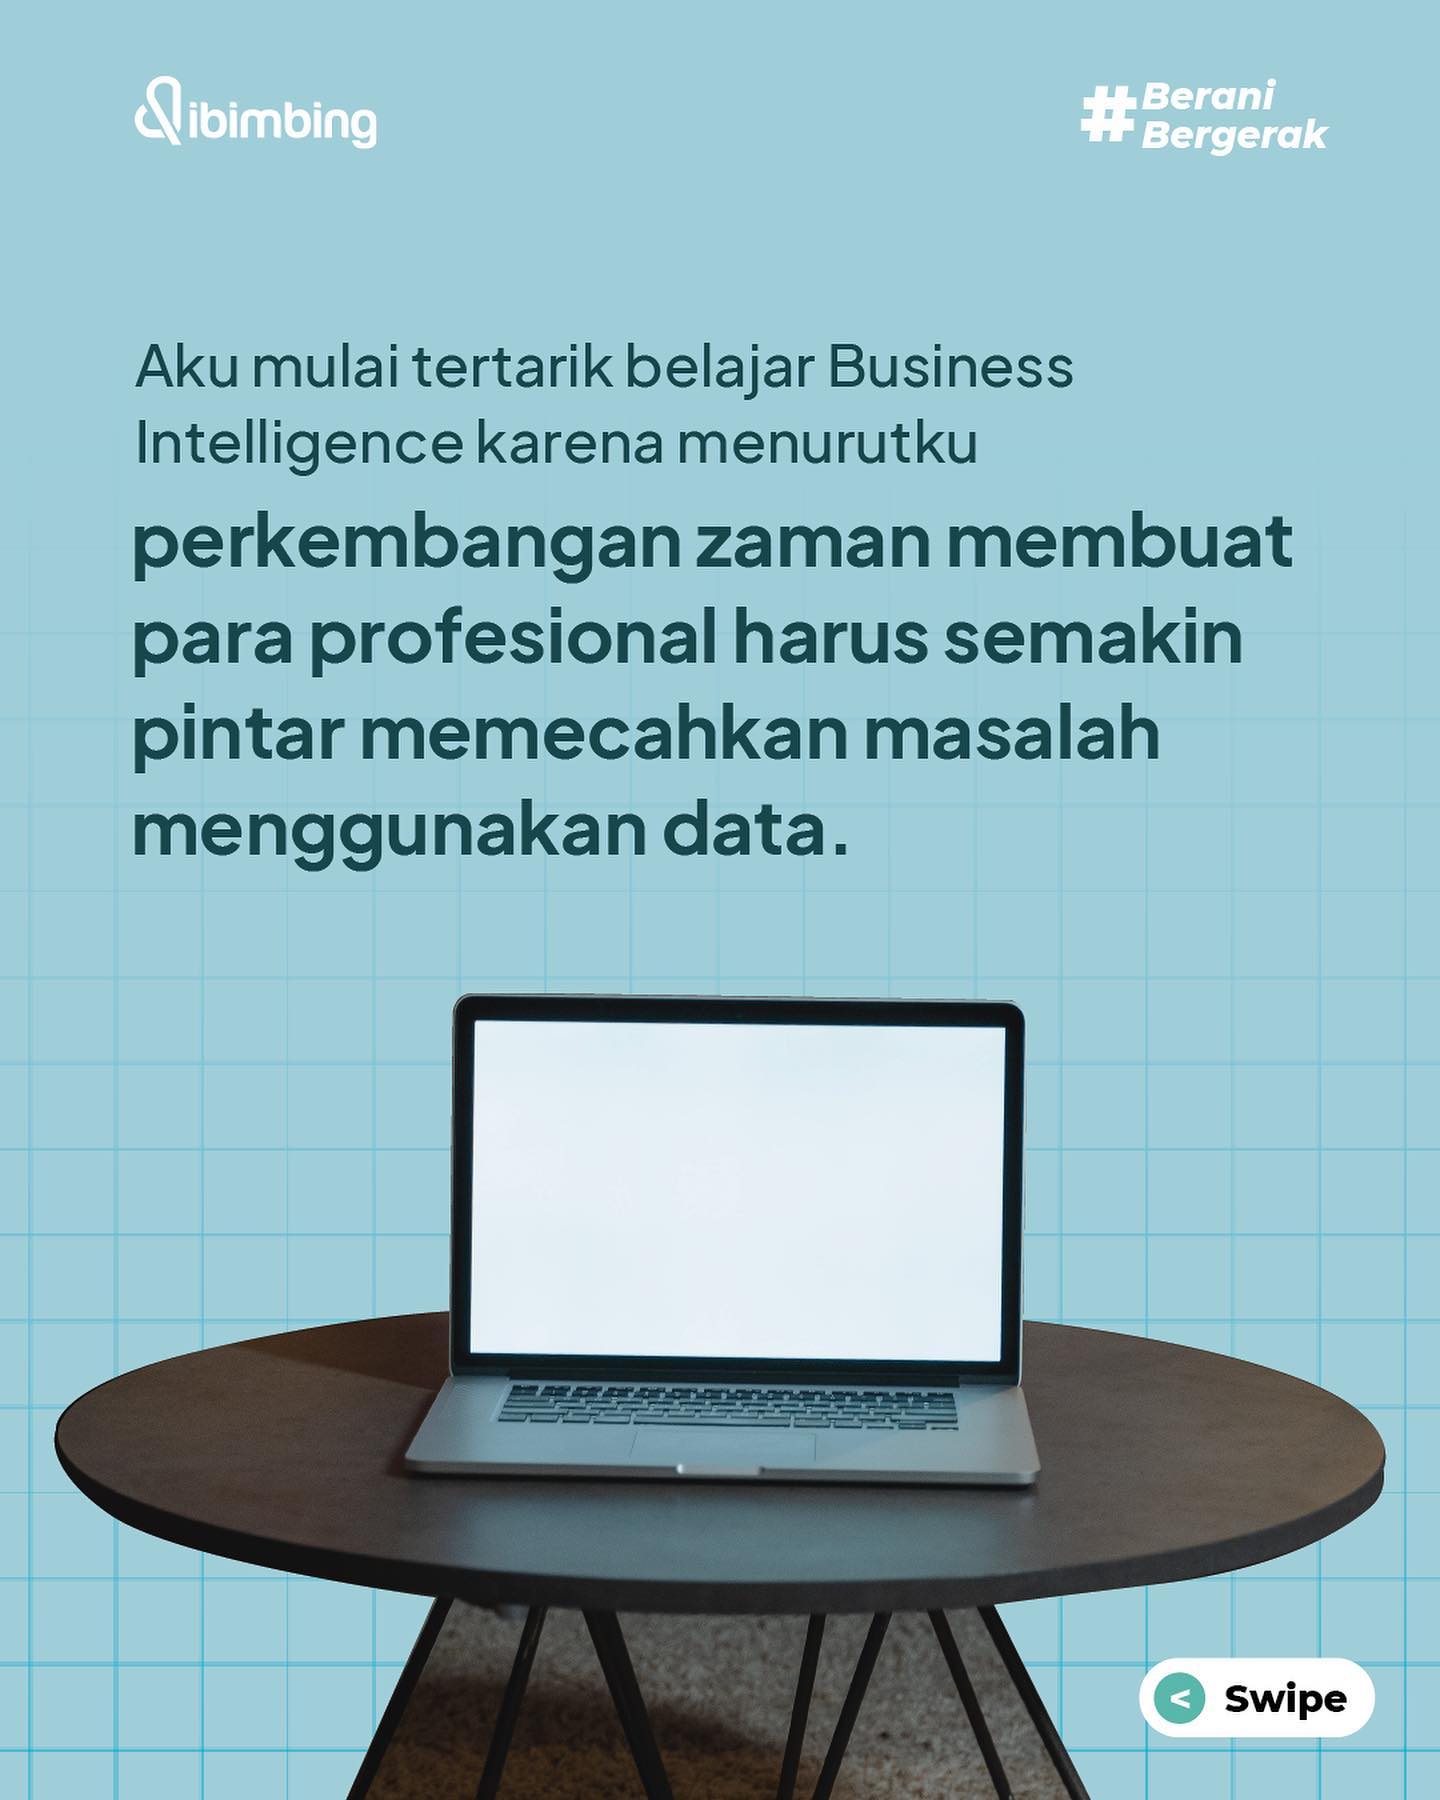 dibimbing
#Berani
Bergerak
Aku mulai tertarik belajar Business
Intelligence karena menurutku
perkembangan zaman membuat
para profesional harus semakin
pintar memecahkan masalah
menggunakan data.
< Swipe